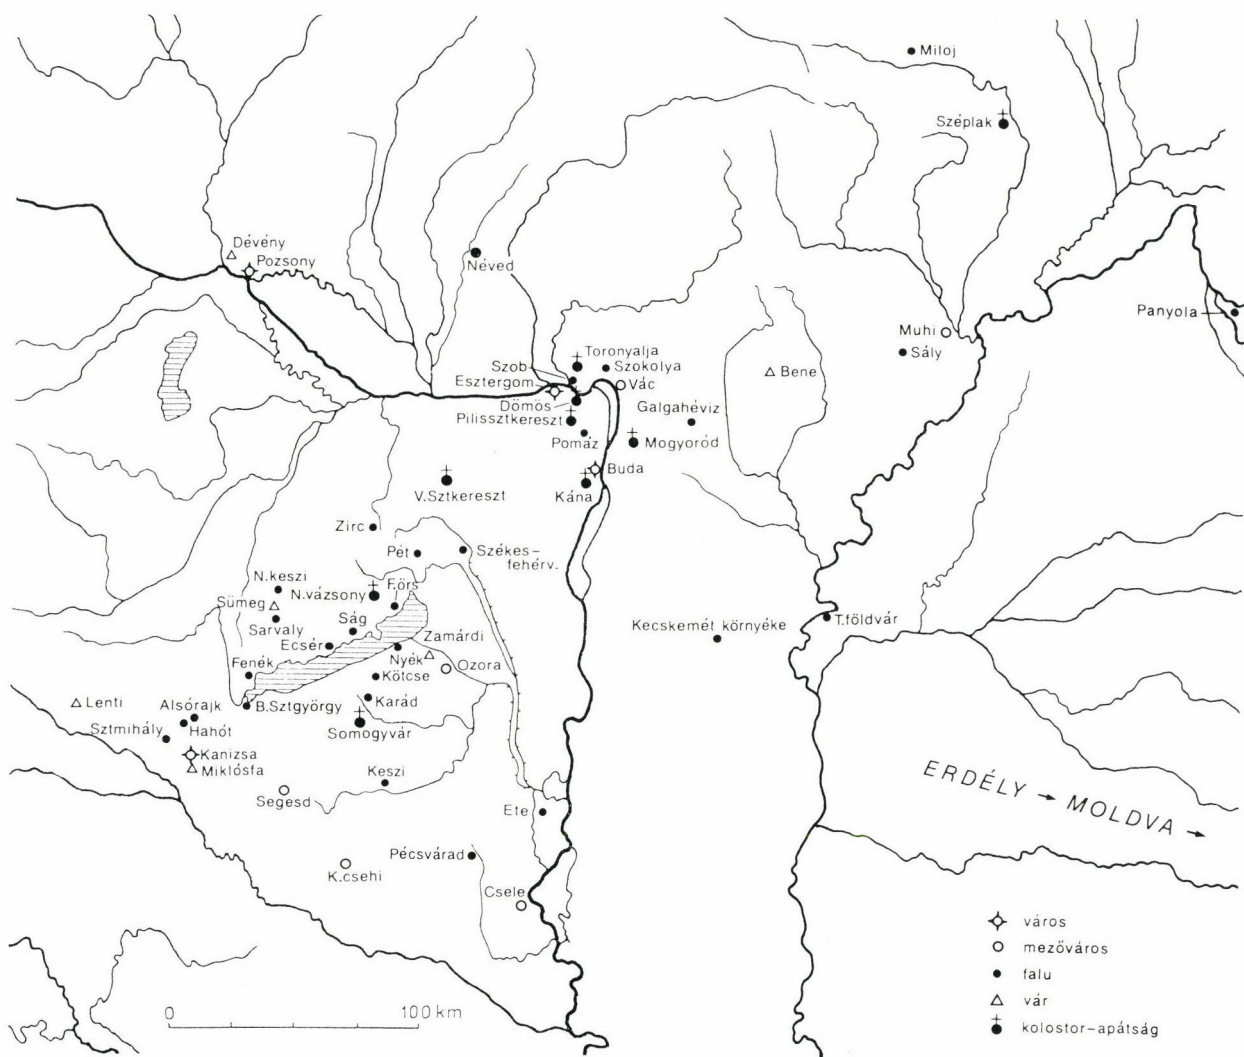 Miloj
Széplak
Dévény
Pozsony
Néved
Panyola
Muhi
Sály
Toronyalja
Szob
Szokolya
Esztergom
Vác
Bene
Dömös
Galgahévíz
Pilissztkereszt
Pomáz
Mogyoród
Buda
V.Sztkereszt
Kána
Zirc
Pét
Székes-
fehérv.
N.keszi
N.vázsony
F.örs
Sümeg
Sarvaly
Ság
Ecsér
Zamárdi
Kecskemét környéke
T.földvár
Fenék
Nyék
Ozora
Kötcse
Lenti
Alsórajk
B.Sztgyörgy
Karád
Sztmihály
Hahót
Somogyvár
Kanizsa
Miklósfa
Keszi
Segesd
Ete
ERDÉLY → MOLDVA →
Pécsvárad
K.csehi
Csele
város
mezőváros
falu
vár
kolostor-apátság
0 100 km